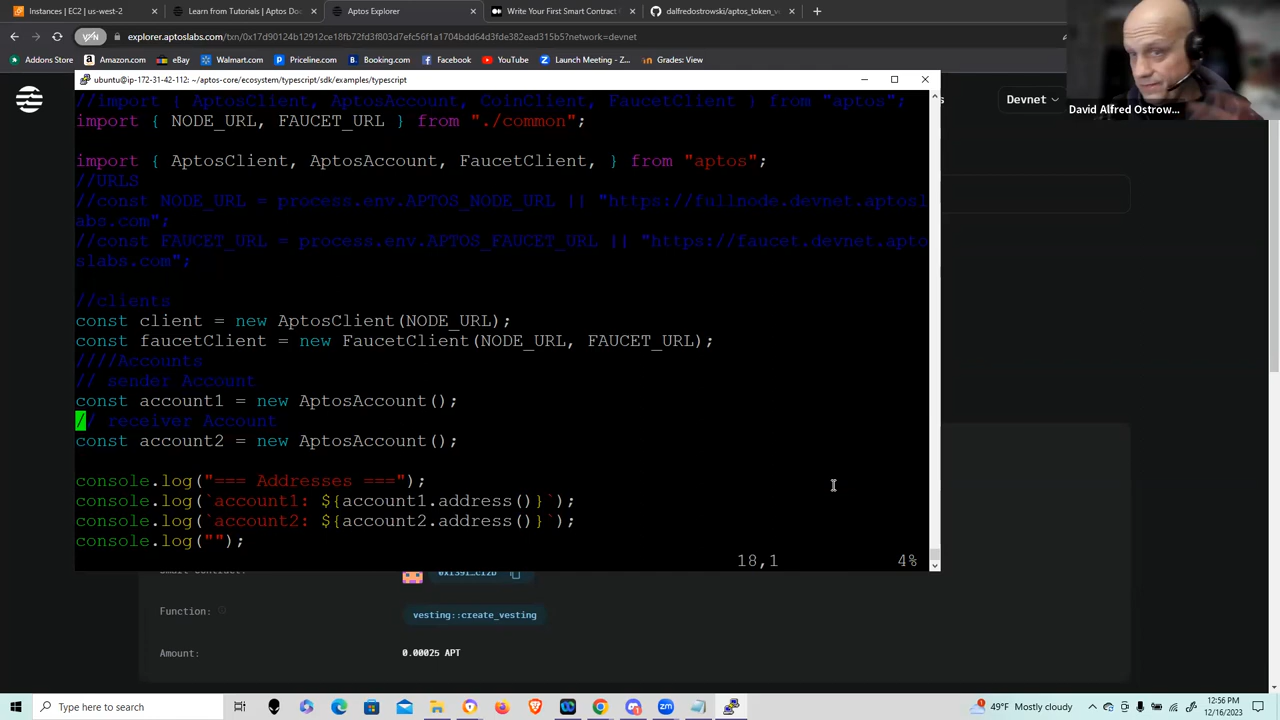 Instances | EC2 | us-west-2
Learn from Tutorials | Aptos Doc
Aptos Explorer
Write Your First Smart Contract
dalfredostrowski/aptos_token_v
VPN
explorer.aptoslabs.com/txn/0x17d90124b12912ce18fb72fd3f803d7efc56f1a1704bdd64d3fde382ead315b5?network=devnet
Addons Store
Amazon.com
eBay
Walmart.com
Priceline.com
Booking.com
Facebook
YouTube
Launch Meeting - Z...
Grades: View
ubuntu@ip-172-31-42-112: ~/aptos-core/ecosystem/typescript/sdk/examples/typescript
Devnet
David Alfred Ostrow...
//import { AptosClient, AptosAccount, CoinClient, FaucetClient } from "aptos";
import { NODE_URL, FAUCET_URL } from "./common";
import { AptosClient, AptosAccount, FaucetClient, } from "aptos";
//URLS
//const NODE_URL = process.env.APTOS_NODE_URL || "https://fullnode.devnet.aptosl
abs.com";
//const FAUCET_URL = process.env.APTOS_FAUCET_URL || "https://faucet.devnet.apto
slabs.com";
//clients
const client = new AptosClient(NODE_URL);
const faucetClient = new FaucetClient(NODE_URL, FAUCET_URL);
////Accounts
// sender Account
const account1 = new AptosAccount();
// receiver Account
const account2 = new AptosAccount();
console.log("=== Addresses ===");
console.log(`account1: ${account1.address()}`);
console.log(`account2: ${account2.address()}`);
console.log("");
18,1 4%
Function:
vesting::create_vesting
Amount:
0.00025 APT
Type here to search
49°F Mostly cloudy
12:56 PM
12/16/2023